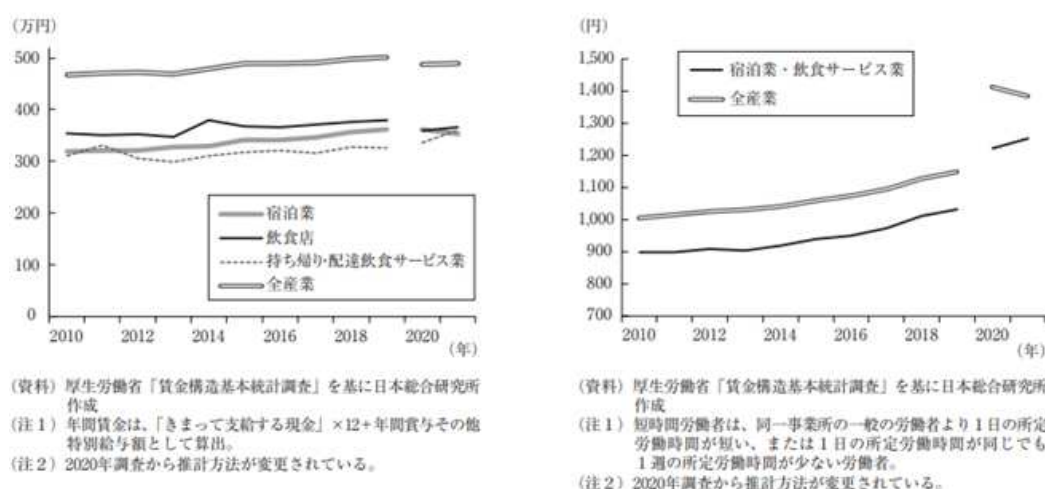 (万円)
500
400
300
200
100
0
宿泊業
飲食店
持ち帰り・配達飲食サービス業
全産業
2010 2012 2014 2016 2018 2020
(年)
(資料) 厚生労働省「賃金構造基本統計調査」を基に日本総合研究所
作成
(注1) 年間賃金は、「きまって支給する現金」×12+年間賞与その他
特別給与額として算出。
(注2) 2020年調査から推計方法が変更されている。
(円)
1,500
1,400
1,300
1,200
1,100
1,000
900
800
700
宿泊業・飲食サービス業
全産業
2010 2012 2014 2016 2018 2020
(年)
(資料) 厚生労働省「賃金構造基本統計調査」を基に日本総合研究所
作成
(注1) 短時間労働者は、同一事業所の一般の労働者より1日の所定
労働時間が短い、または1日の所定労働時間が同じでも
1週の所定労働時間が少ない労働者。
(注2) 2020年調査から推計方法が変更されている。